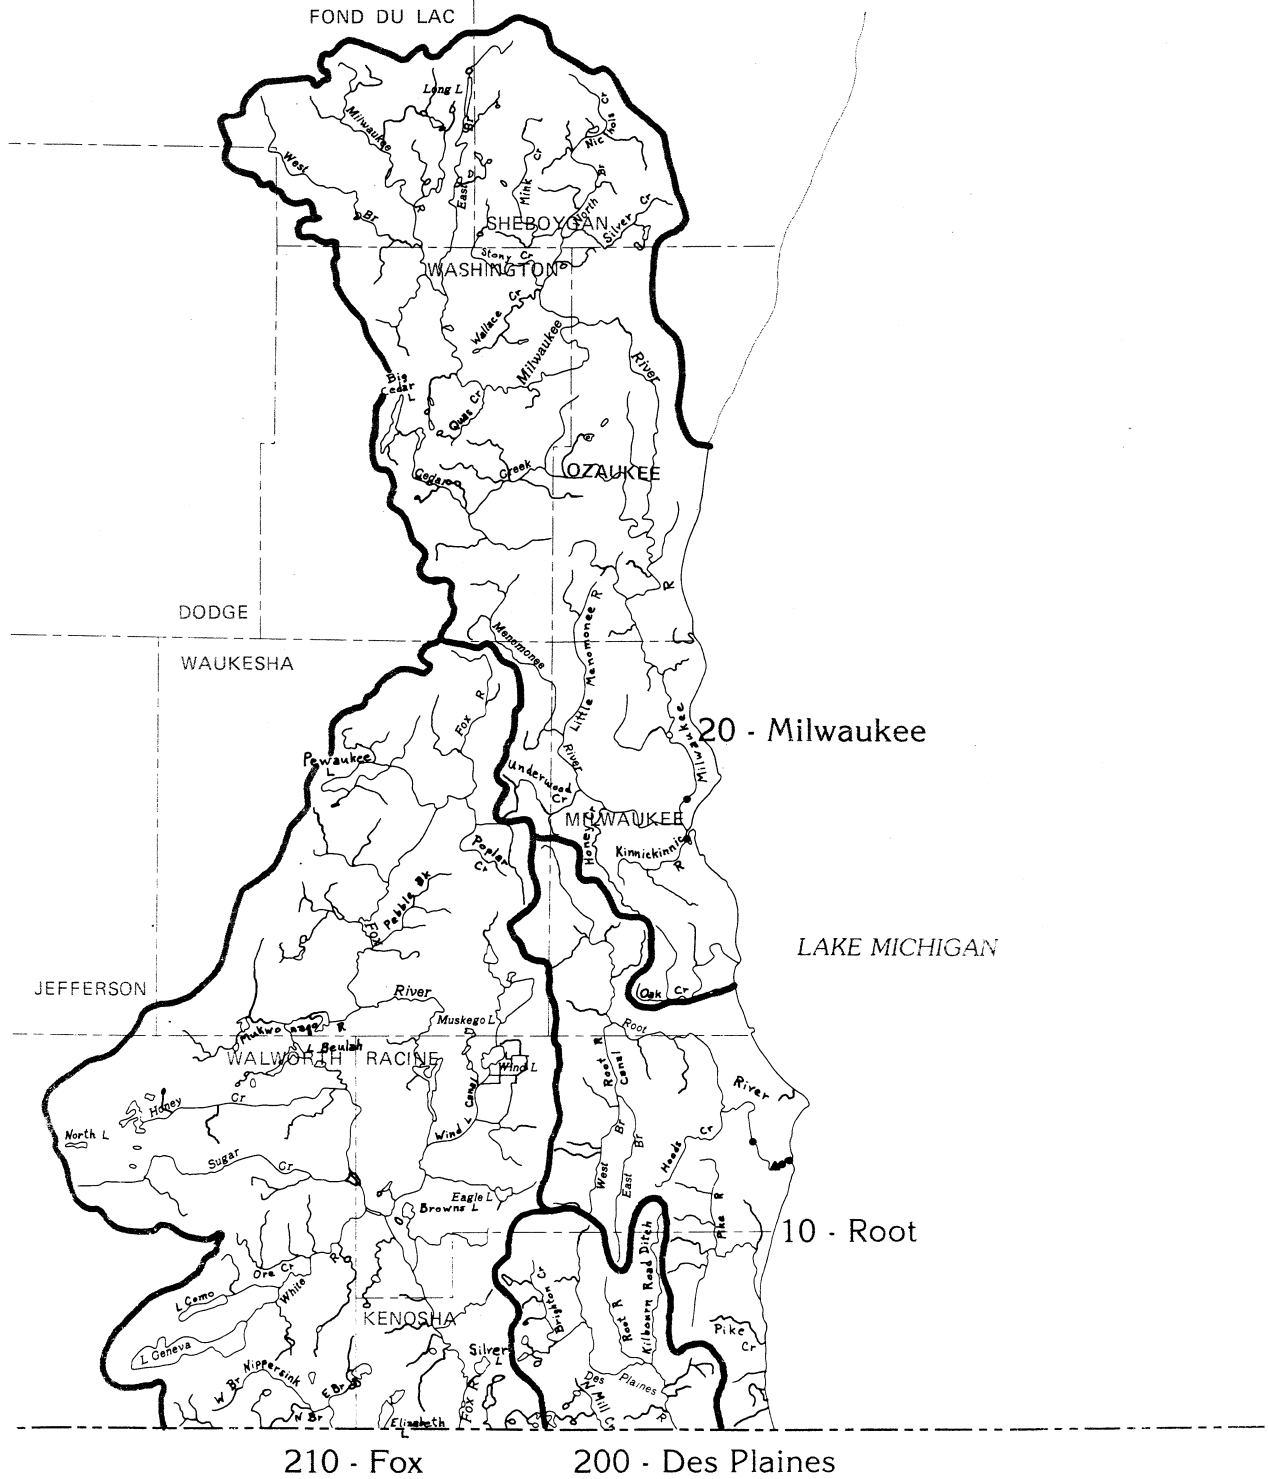 FOND DU LAC
Long L
Milwaukee
R
West
Br
East
Br
Mink Cr
Nichols Cr
North Br
SHEBOYGAN
Silver Cr
Stony Cr
WASHINGTON
Wallace Cr
Milwaukee
River
Big
Cedar
L
Quas Cr
Cedar
Creek
OZAUKEE
R
DODGE
Menomonee
Little Menomonee R
WAUKESHA
Fox R
River
Milwaukee
20 - Milwaukee
Pewaukee
L
Underwood
Cr
MILWAUKEE
Honey Cr
Kinnickinnic
R
Poplar
Cr
Pebble Bk
Fox
LAKE MICHIGAN
JEFFERSON
River
Oak Cr
Muskego L
Mukwonago R
L Beulah
Root
WALWORTH
RACINE
Wind L
Root R
Canal
River
Honey Cr
Wind L Canal
North L
Sugar Cr
West Br
East Br
Hoods Cr
Eagle L
Browns L
Pike R
10 - Root
Ore Cr
White R
L Como
Brighton Cr
Root R
Kilbourn Road Ditch
KENOSHA
Pike
Cr
L Geneva
Silver
L
Nippersink
W Br
E Br
N Br
Fox R
Elizabeth
L
Des Plaines
R
N Mill Cr
210 - Fox
200 - Des Plaines